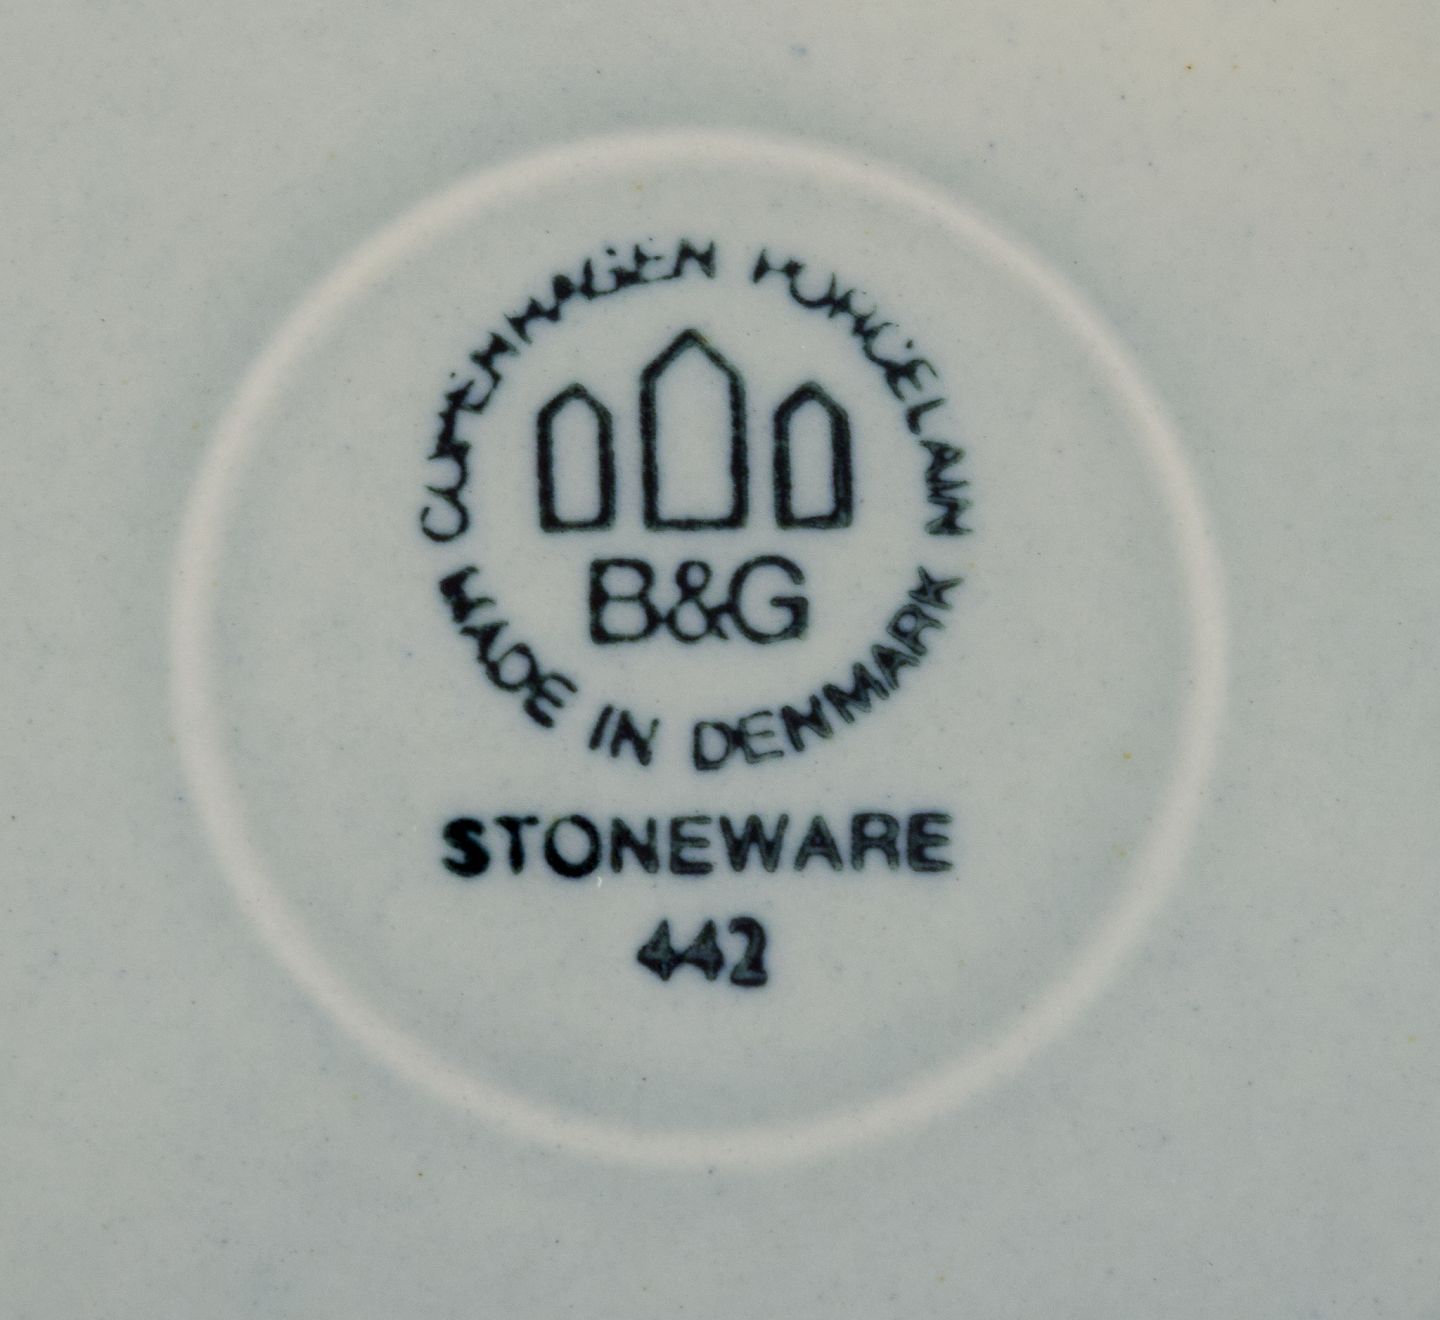 COPENHAGEN PORCELAIN
B&G
MADE IN DENMARK
STONEWARE
442